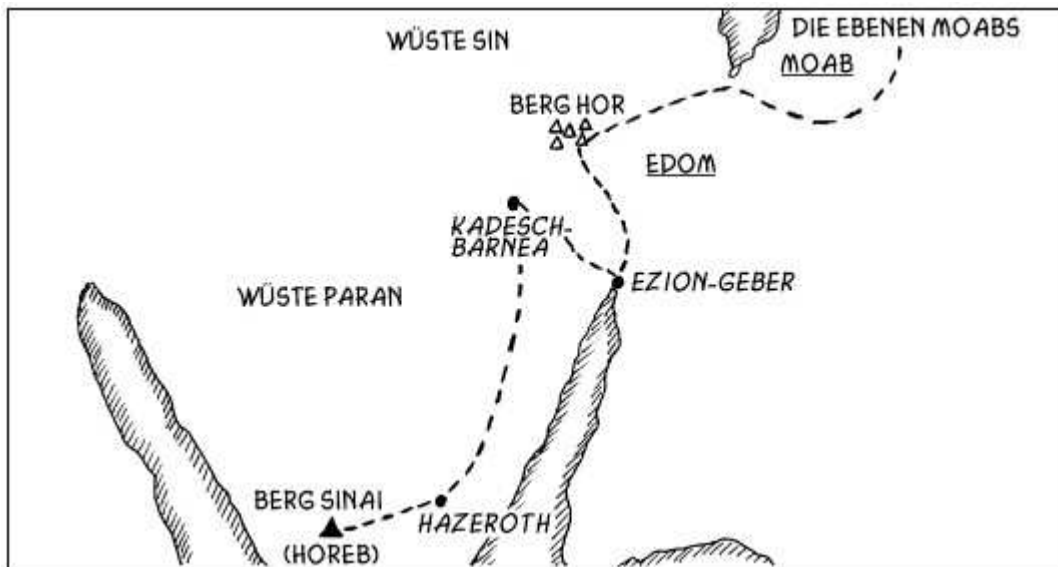 DIE EBENEN MOABS
WÜSTE SIN
MOAB
BERG HOR
EDOM
KADESCH-
BARNEA
EZION-GEBER
WÜSTE PARAN
BERG SINAI
HAZEROTH
(HOREB)